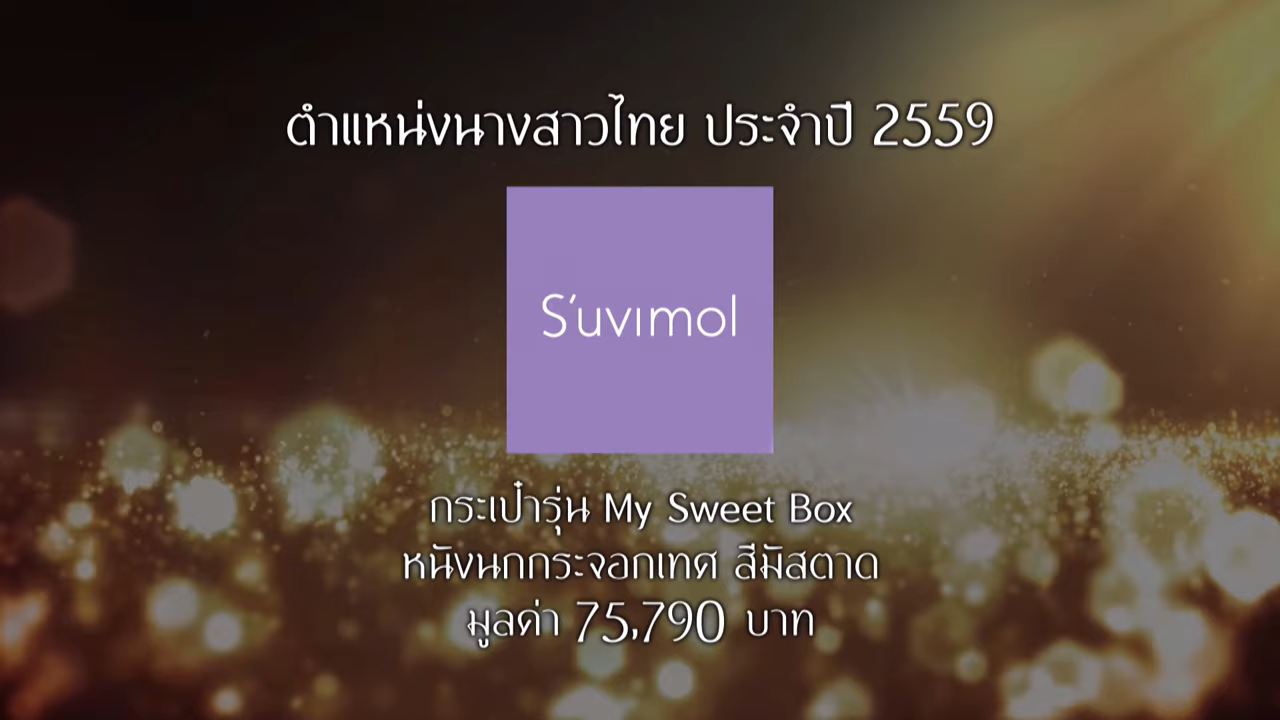 ตำแหน่งนางสาวไทย ประจำปี 2559
S'uvimol
กระเป๋ารุ่น My Sweet Box
หนังนกกระจอกเทศ สีมัสตาด
มูลค่า 75,790 บาท